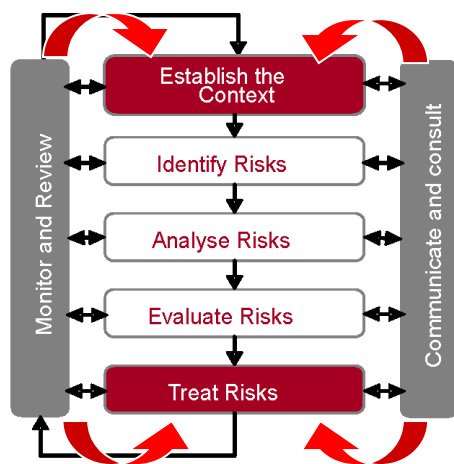 Establish the
Context
Identify Risks
Analyse Risks
Evaluate Risks
Treat Risks
Monitor and Review
Communicate and consult